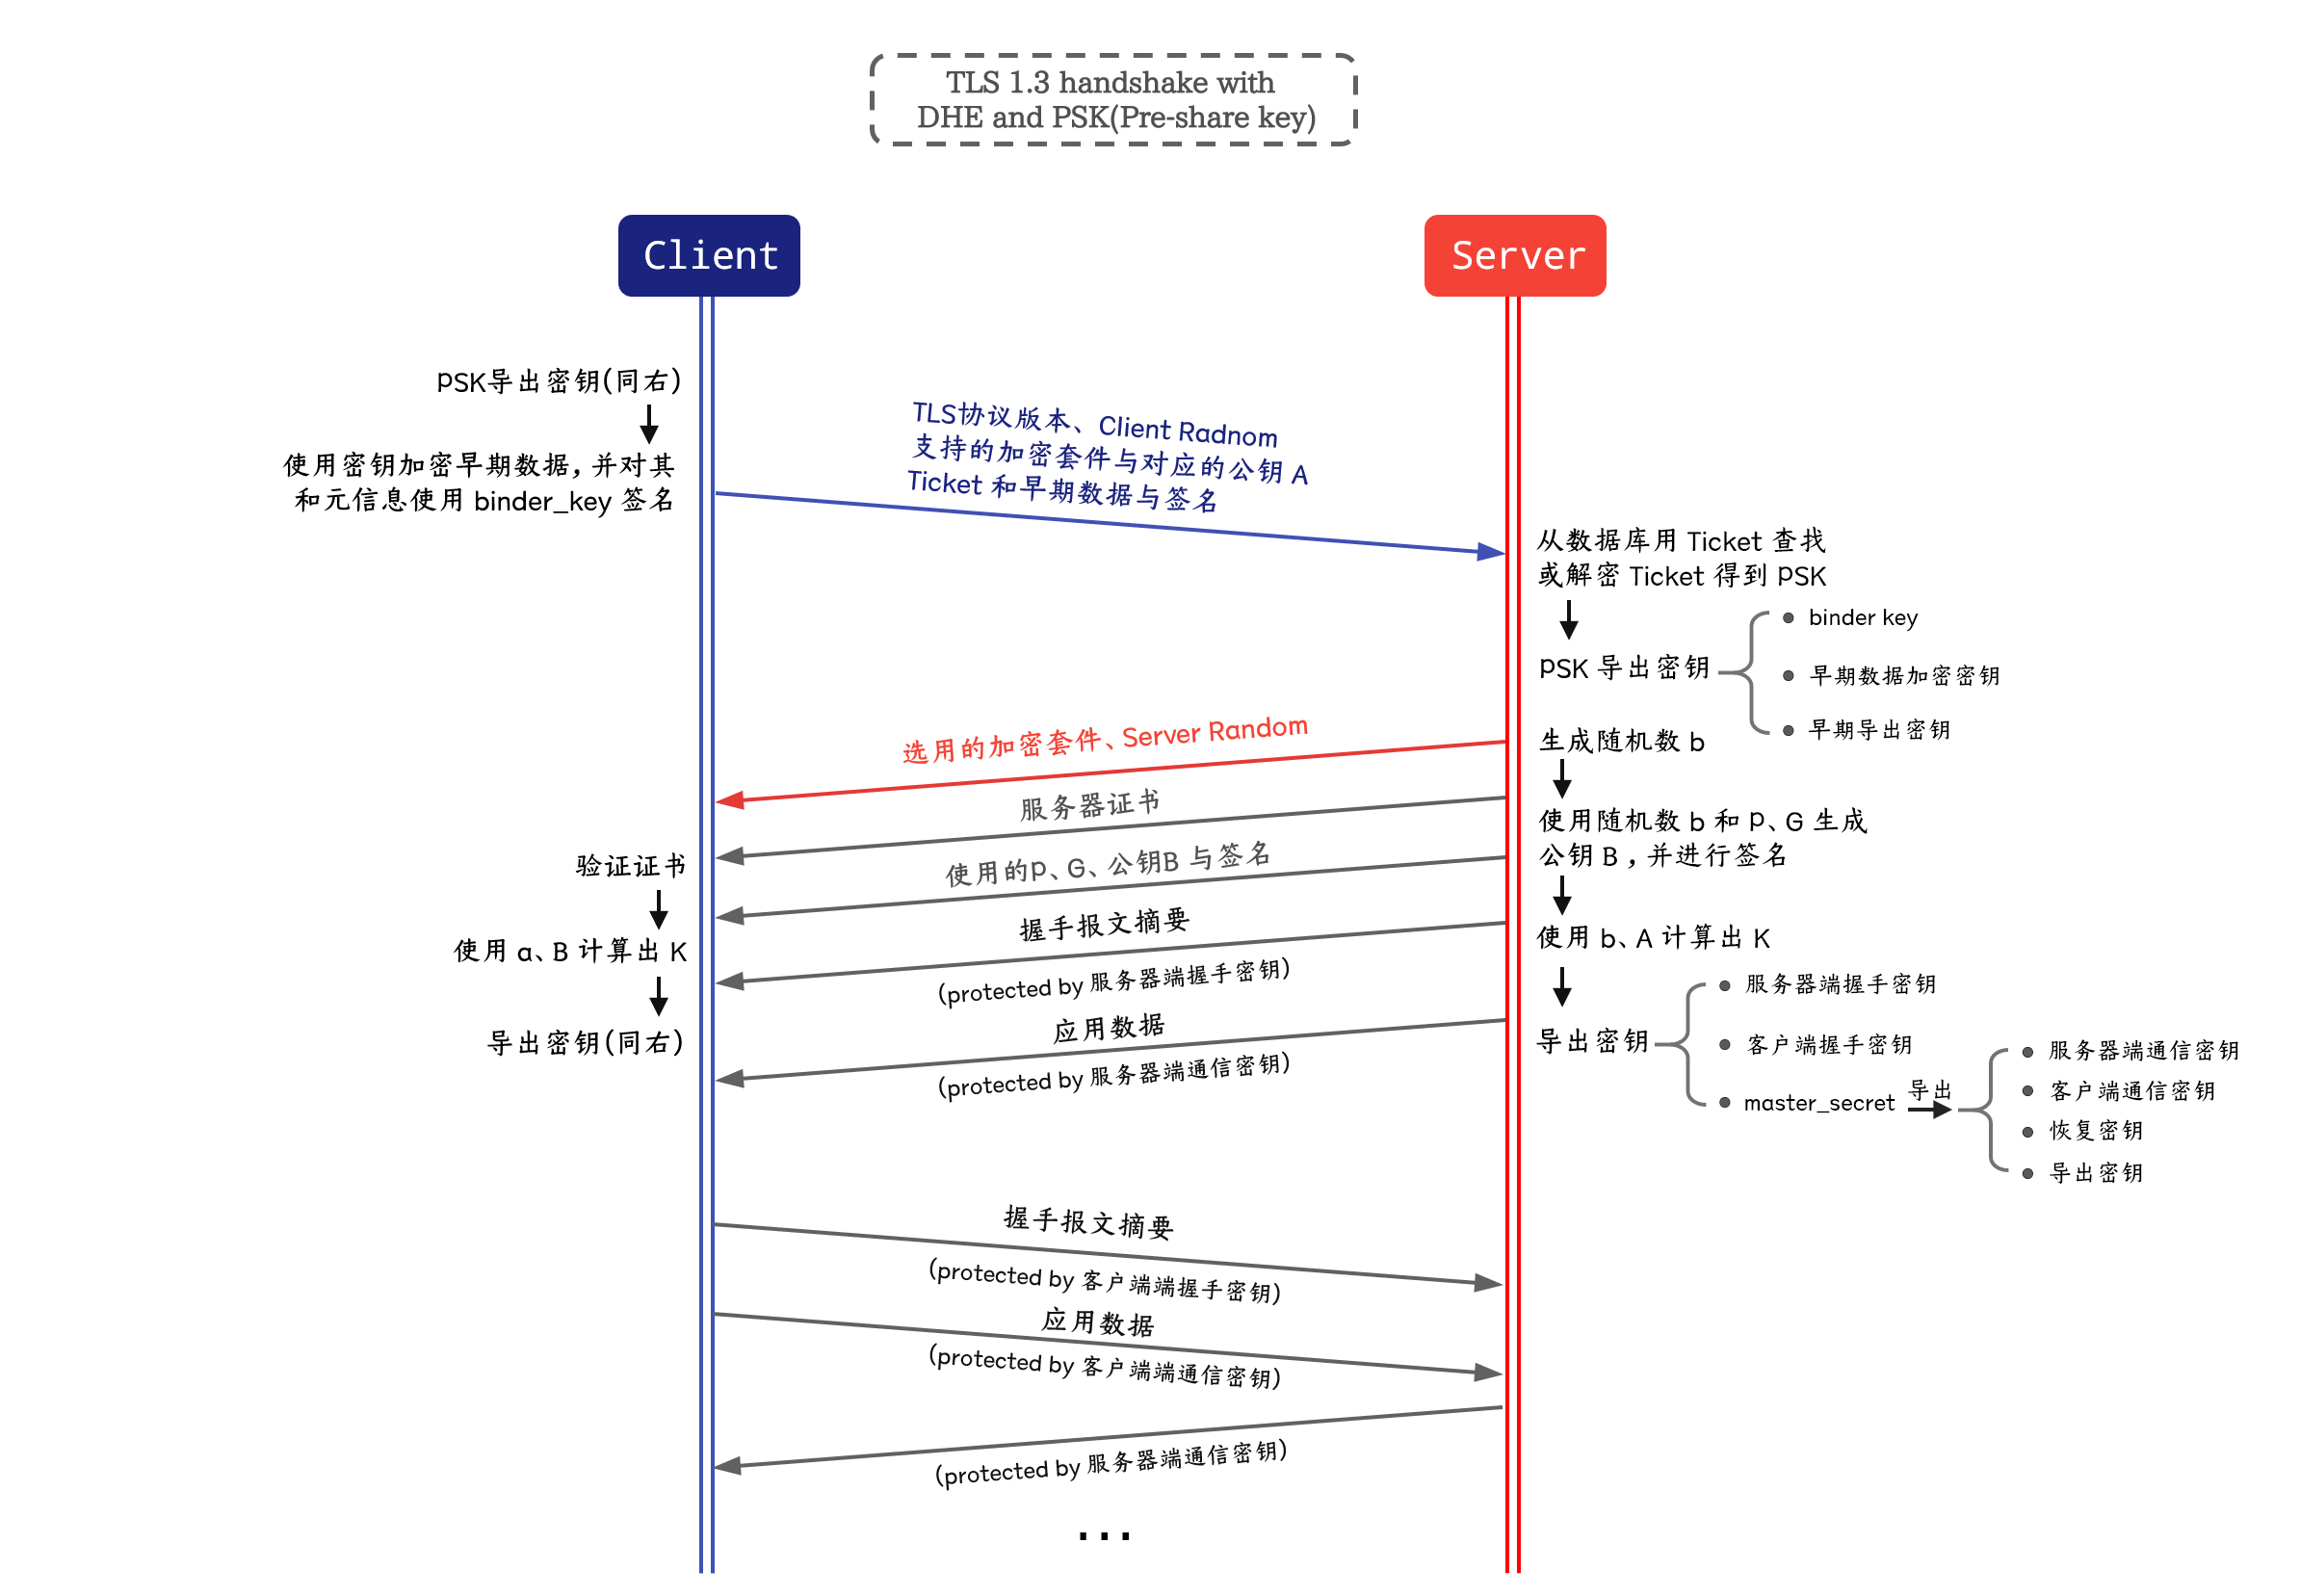 TLS 1.3 handshake with
DHE and PSK(Pre-share key)
Client
Server
PSK导出密钥(同右)
使用密钥加密早期数据,并对其
和元信息使用 binder_key 签名
TLS协议版本、Client Radnom
支持的加密套件与对应的公钥 A
Ticket 和早期数据与签名
从数据库用 Ticket 查找
或解密 Ticket 得到 PSK
PSK 导出密钥
binder key
早期数据加密密钥
早期导出密钥
选用的加密套件、Server Random
生成随机数 b
服务器证书
使用随机数 b 和 P、G 生成
公钥 B , 并进行签名
验证证书
使用的P、G、公钥B 与签名
握手报文摘要
(protected by 服务器端握手密钥)
使用 a、B 计算出 K
使用 b、A 计算出 K
导出密钥(同右)
应用数据
(protected by 服务器端通信密钥)
导出密钥
服务器端握手密钥
客户端握手密钥
master_secret
导出
服务器端通信密钥
客户端通信密钥
恢复密钥
导出密钥
握手报文摘要
(protected by 客户端端握手密钥)
应用数据
(protected by 客户端端通信密钥)
(protected by 服务器端通信密钥)
...